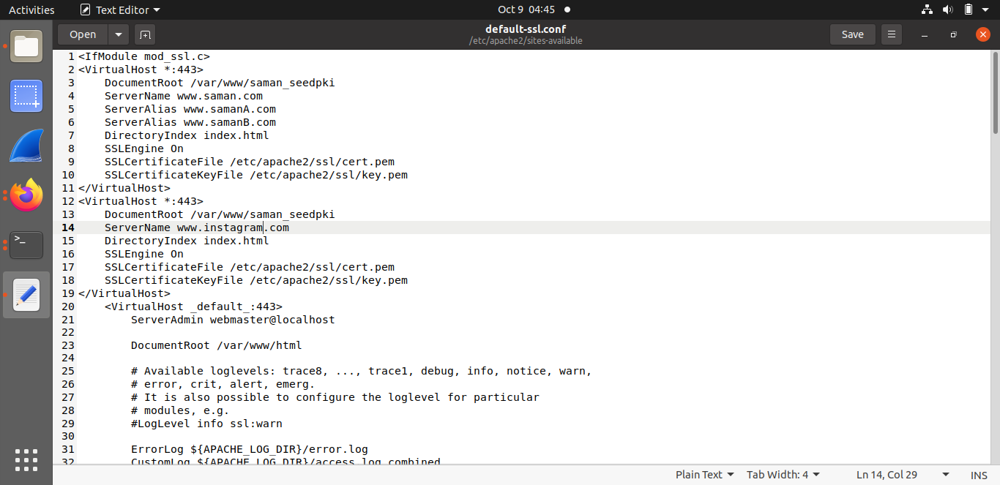 Activities
Text Editor
Oct 9 04:45
Open
default-ssl.conf
/etc/apache2/sites-available
Save
1 <IfModule mod_ssl.c>
2 <VirtualHost *:443>
3     DocumentRoot /var/www/saman_seedpki
4     ServerName www.saman.com
5     ServerAlias www.samanA.com
6     ServerAlias www.samanB.com
7     DirectoryIndex index.html
8     SSLEngine On
9     SSLCertificateFile /etc/apache2/ssl/cert.pem
10     SSLCertificateKeyFile /etc/apache2/ssl/key.pem
11 </VirtualHost>
12 <VirtualHost *:443>
13     DocumentRoot /var/www/saman_seedpki
14     ServerName www.instagram.com
15     DirectoryIndex index.html
16     SSLEngine On
17     SSLCertificateFile /etc/apache2/ssl/cert.pem
18     SSLCertificateKeyFile /etc/apache2/ssl/key.pem
19 </VirtualHost>
20     <VirtualHost _default_:443>
21         ServerAdmin webmaster@localhost
22
23         DocumentRoot /var/www/html
24
25         # Available loglevels: trace8, ..., trace1, debug, info, notice, warn,
26         # error, crit, alert, emerg.
27         # It is also possible to configure the loglevel for particular
28         # modules, e.g.
29         #LogLevel info ssl:warn
30
31         ErrorLog ${APACHE_LOG_DIR}/error.log
32         CustomLog ${APACHE_LOG_DIR}/access.log combined
Plain Text
Tab Width: 4
Ln 14, Col 29
INS